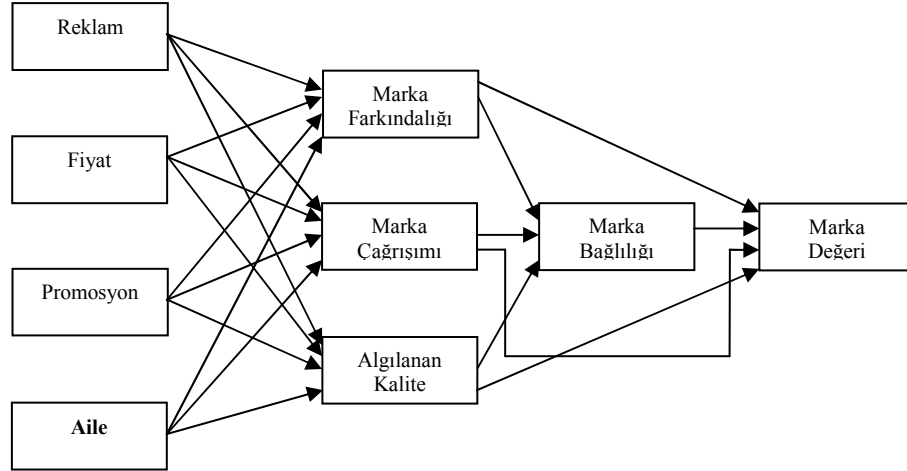 Reklam
Fiyat
Promosyon
Aile
Marka
Farkındalığı
Marka
Çağrışımı
Algılanan
Kalite
Marka
Bağlılığı
Marka
Değeri